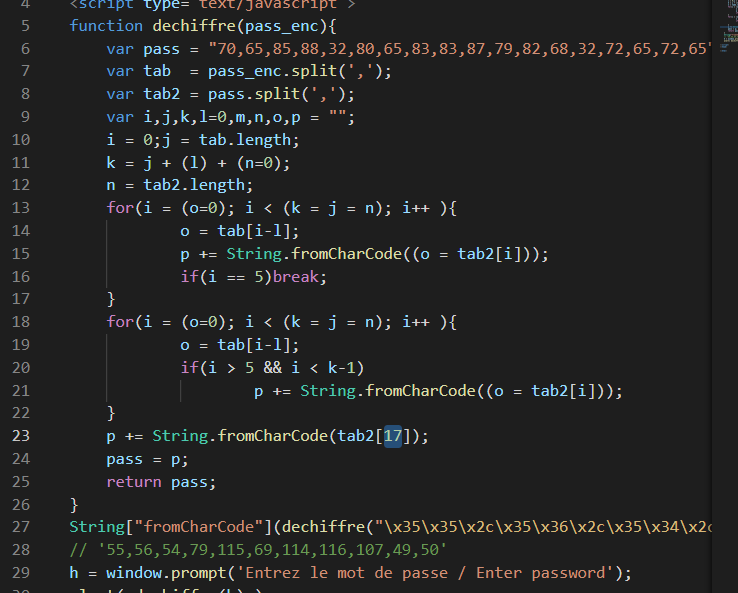 4 <script type="text/javascript">
5 function dechiffre(pass_enc){
6 var pass = "70,65,85,88,32,80,65,83,83,87,79,82,68,32,72,65,72,65"
7 var tab  = pass_enc.split(',');
8 var tab2 = pass.split(',');
9 var i,j,k,l=0,m,n,o,p = "";
10 i = 0;j = tab.length;
11 k = j + (l) + (n=0);
12 n = tab2.length;
13 for(i = (o=0); i < (k = j = n); i++ ){
14 o = tab[i-l];
15 p += String.fromCharCode((o = tab2[i]));
16 if(i == 5)break;
17 }
18 for(i = (o=0); i < (k = j = n); i++ ){
19 o = tab[i-l];
20 if(i > 5 && i < k-1)
21 p += String.fromCharCode((o = tab2[i]));
22 }
23 p += String.fromCharCode(tab2[17]);
24 pass = p;
25 return pass;
26 }
27 String["fromCharCode"](dechiffre("\x35\x35\x2c\x35\x36\x2c\x35\x34\x2c
28 // '55,56,54,79,115,69,114,116,107,49,50'
29 h = window.prompt('Entrez le mot de passe / Enter password');